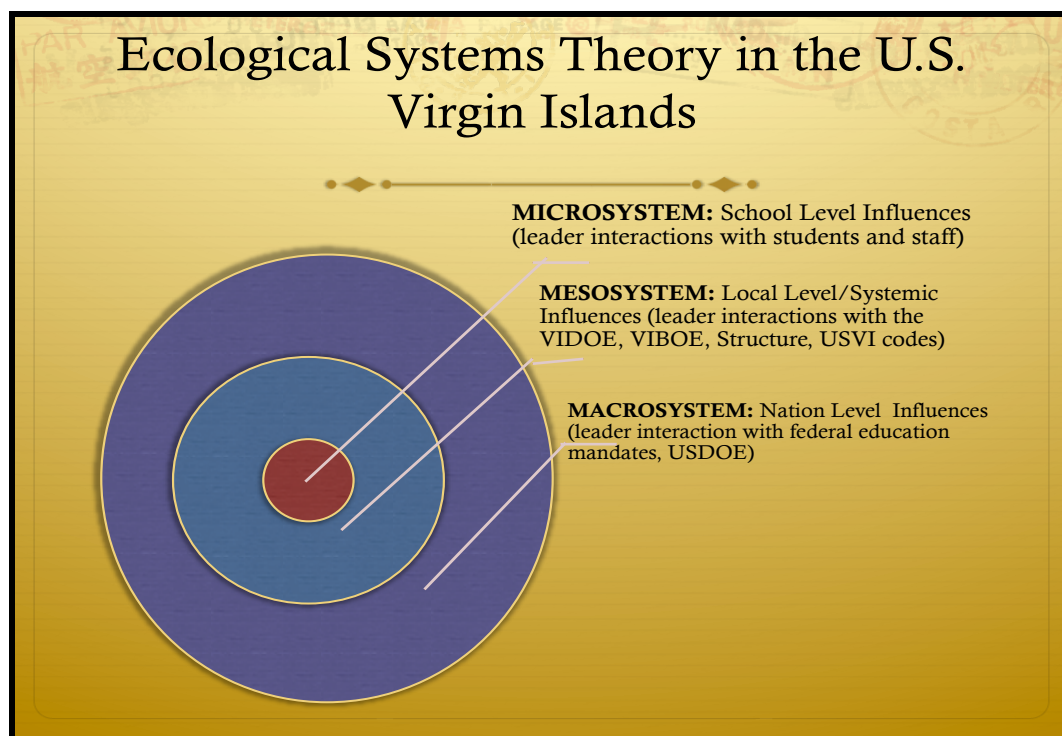 Ecological Systems Theory in the U.S.
Virgin Islands
MICROSYSTEM: School Level Influences
(leader interactions with students and staff)
MESOSYSTEM: Local Level/Systemic
Influences (leader interactions with the
VIDOE, VIBOE, Structure, USVI codes)
MACROSYSTEM: Nation Level  Influences
(leader interaction with federal education
mandates, USDOE)